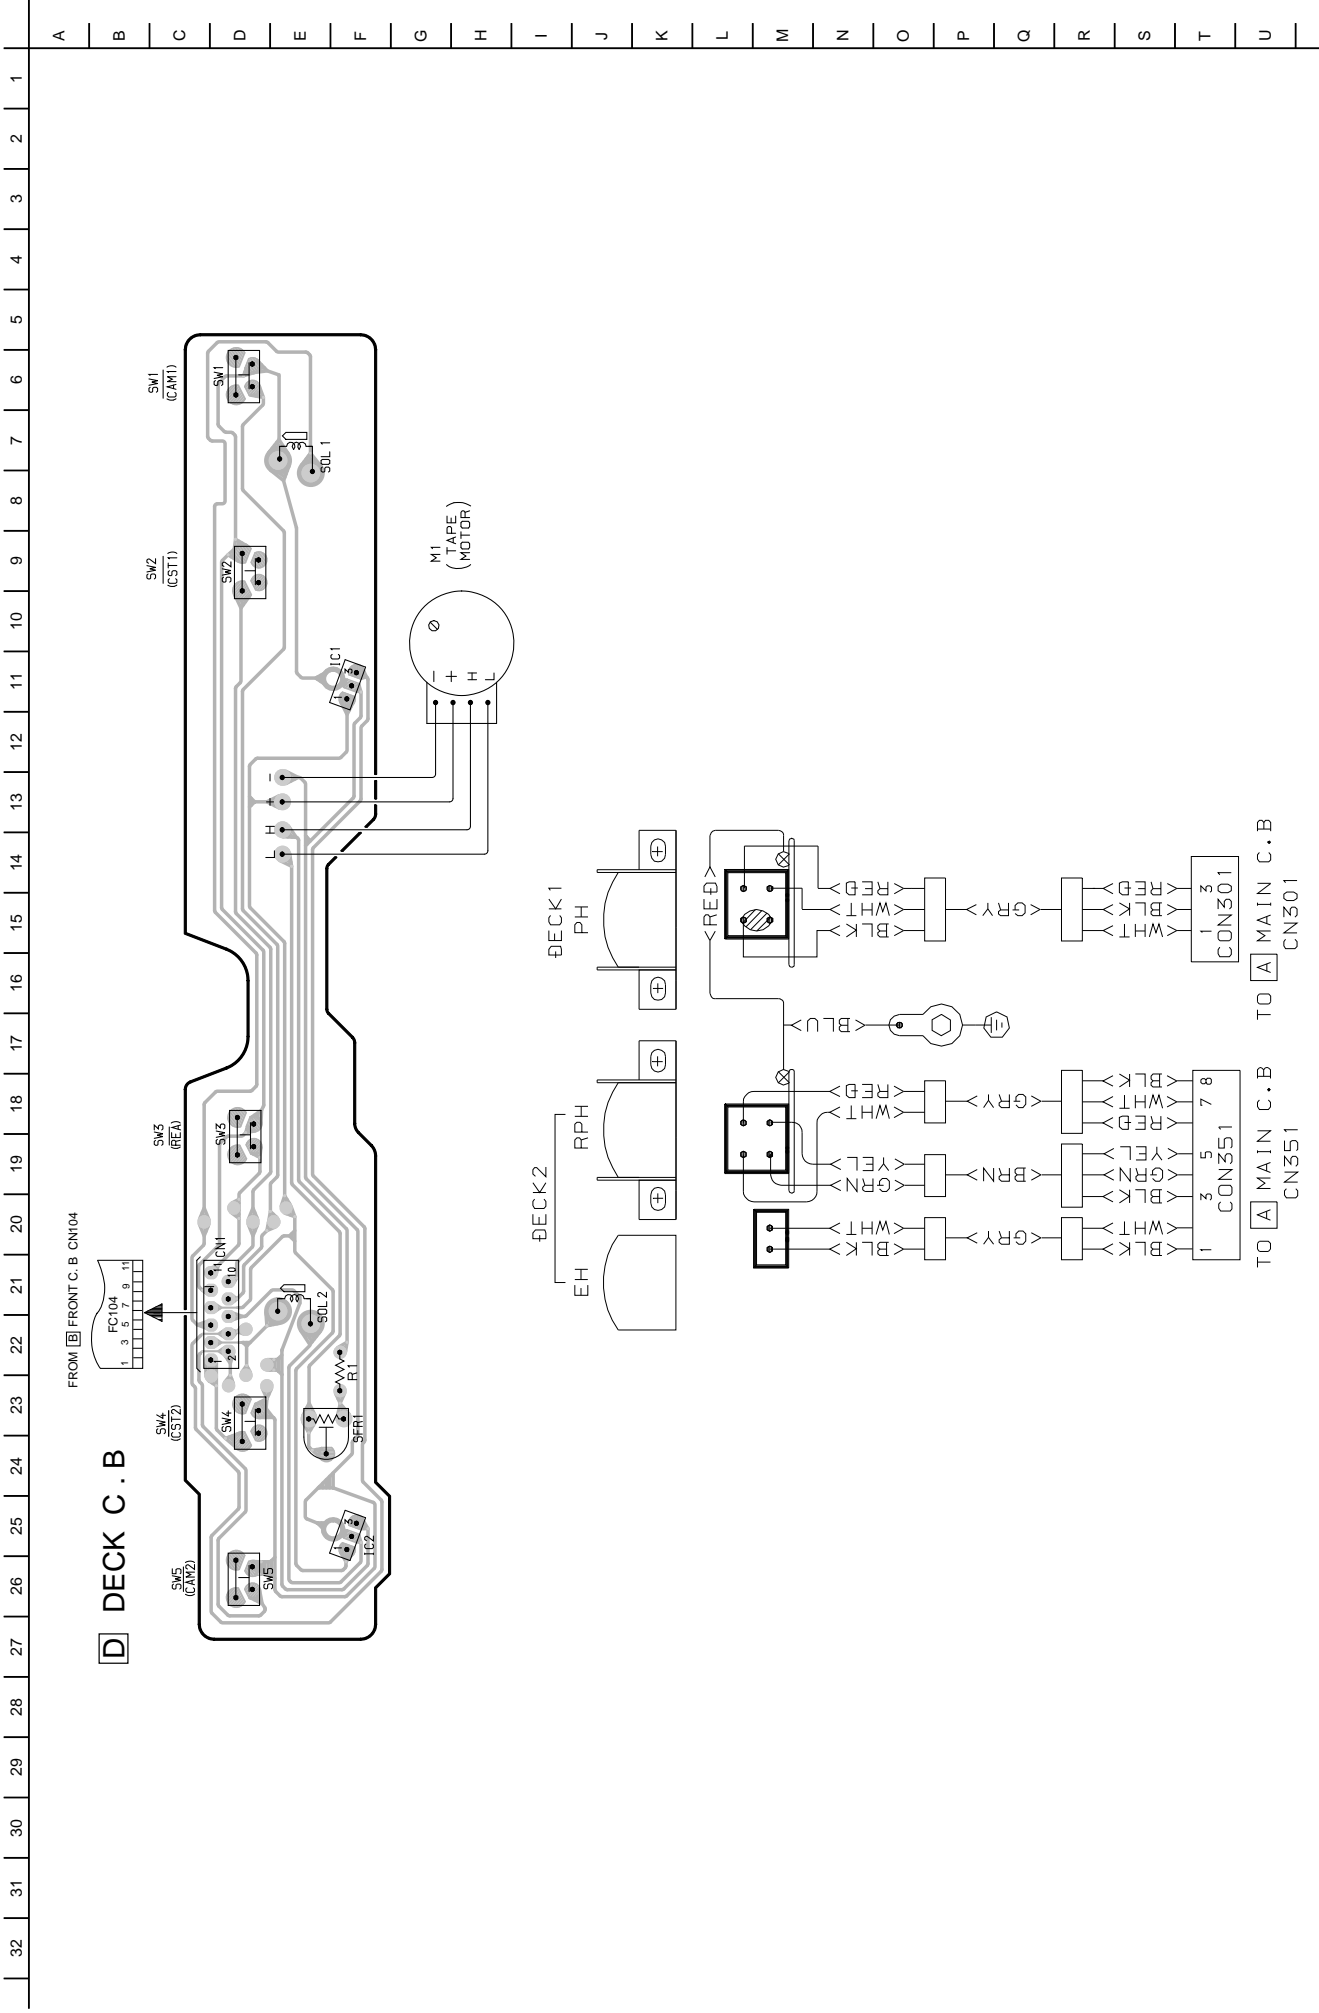 A B C D E F G H I J K L M N O P Q R S T U
1
2
3
4
5
6
7
8
9
10
11
12
13
14
15
16
17
18
19
20
21
22
23
24
25
26
27
28
29
30
31
32
D DECK C.B
FROM B FRONT C. B CN104
FC104
1 3 5 7 9 11
SW5
(CAM2)
SW4
(CST2)
SW3
(REA)
SW2
(CST1)
SW1
(CAM1)
SW5
SW4
1
2
10
11
CN1
SW3
SW2
SW1
SOL 2
SOL 1
R1
SFR1
IC2
1 3
IC1
1 3
L H + -
M1
(TAPE
MOTOR)
-
+
H
L
DECK2
EH RPH
DECK1
PH
<RED>
<BLU>
<BLK>
<WHT>
<GRN>
<YEL>
<WHT>
<RED>
<BLK>
<WHT>
<RED>
<GRY>
<BRN>
<GRY>
<GRY>
<BLK>
<WHT>
<BLK>
<GRN>
<YEL>
<RED>
<WHT>
<BLK>
<WHT>
<BLK>
<RED>
1 3 5 7 8
CON351
1 3
CON301
TO A MAIN C.B
CN351
TO A MAIN C.B
CN301